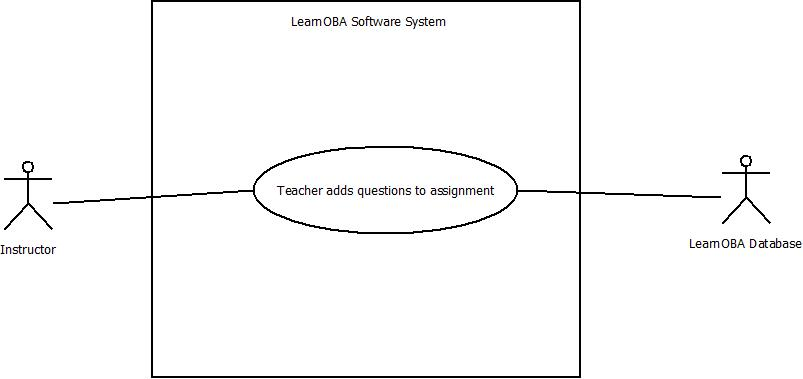 LearnOBA Software System
Teacher adds questions to assignment
Instructor
LearnOBA Database